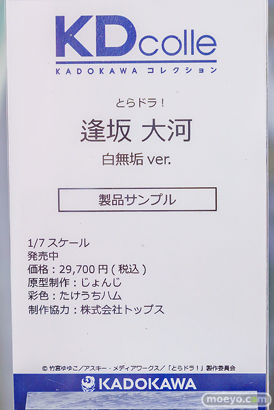 KDcolle
KADOKAWA コレクション
とらドラ！
逢坂 大河
白無垢 ver.
製品サンプル
1/7 スケール
発売中
価格：29,700円（税込）
原型制作：じょんじ
彩色：たけうちハム
制作協力：株式会社トップス
© 竹宮ゆゆこ／アスキー・メディアワークス／「とらドラ！」製作委員会
KADOKAWA
moeyo.com